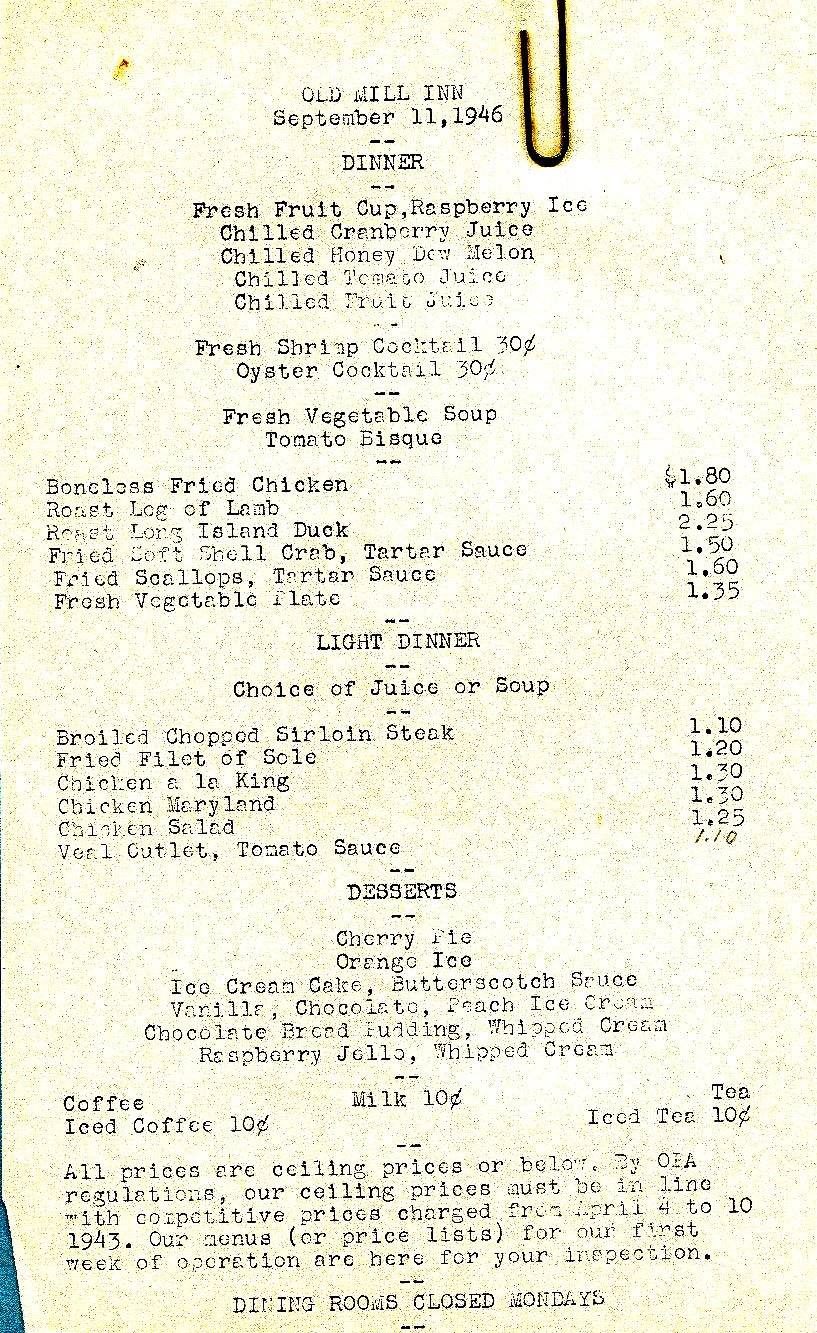 OLD MILL INN
September 11,1946
--
DINNER
--
Fresh Fruit Cup,Raspberry Ice
Chilled Cranberry Juice
Chilled Honey Dew Melon
Chilled Tomato Juice
Chilled Fruit Juice
--
Fresh Shrimp Cocktail 30¢
Oyster Cocktail 30¢
--
Fresh Vegetable Soup
Tomato Bisque
--
Boneless Fried Chicken $1.80
Roast Leg of Lamb 1.60
Roast Long Island Duck 2.25
Fried Soft Shell Crab, Tartar Sauce 1.50
Fried Scallops, Tartar Sauce 1.60
Fresh Vegetable Plate 1.35
--
LIGHT DINNER
--
Choice of Juice or Soup
--
Broiled Chopped Sirloin Steak 1.10
Fried Filet of Sole 1.20
Chicken a la King 1.30
Chicken Maryland 1.30
Chicken Salad 1.25
Veal Cutlet, Tomato Sauce 1.10
--
DESSERTS
--
Cherry Pie
Orange Ice
Ice Cream Cake, Butterscotch Sauce
Vanilla, Chocolate, Peach Ice Cream
Chocolate Bread Pudding, Whipped Cream
Raspberry Jello, Whipped Cream
--
Coffee Milk 10¢ Tea
Iced Coffee 10¢ Iced Tea 10¢
--
All prices are ceiling prices or below. By OPA
regulations, our ceiling prices must be in line
with competitive prices charged from April 4 to 10
1943. Our menus (or price lists) for our first
week of operation are here for your inspection.
--
DINING ROOMS CLOSED MONDAYS
--